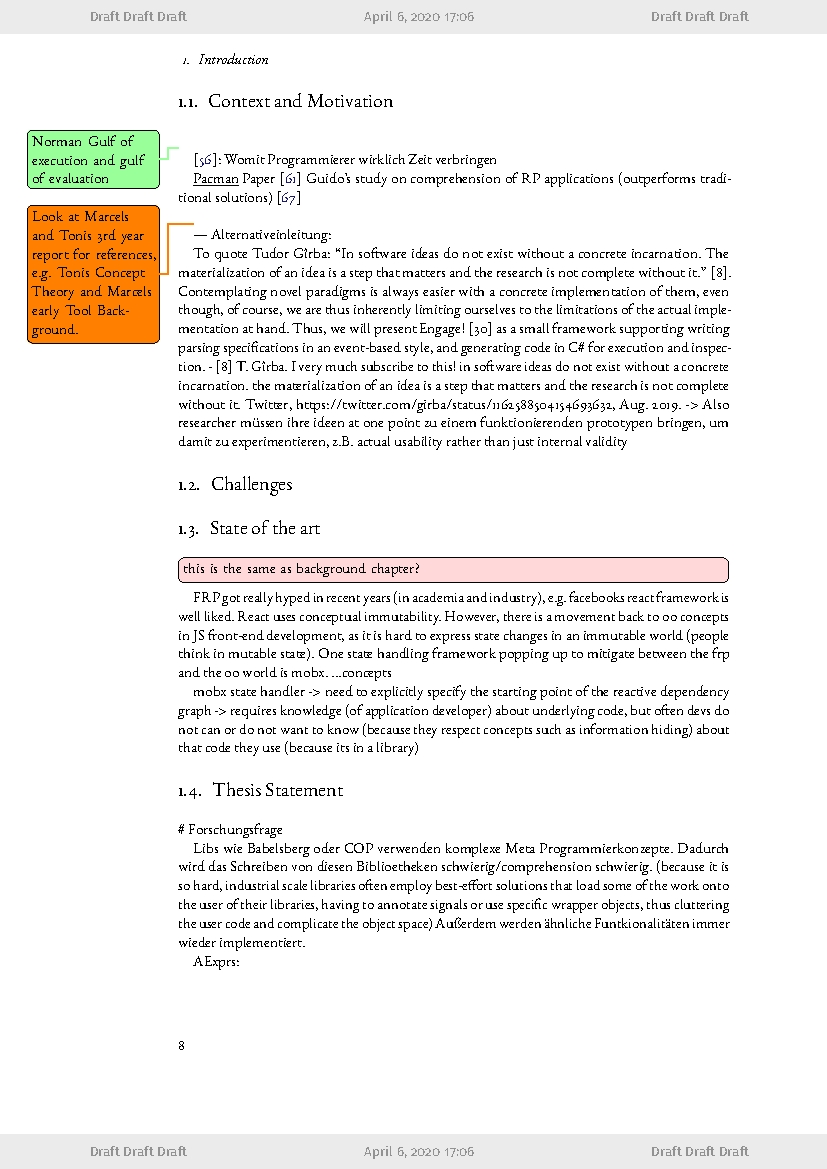 Draft Draft Draft April 6, 2020 17:06 Draft Draft Draft
1. Introduction
1.1. Context and Motivation
Norman Gulf of
execution and gulf
of evaluation
[56]: Womit Programmierer wirklich Zeit verbringen
Pacman Paper [61] Guido's study on comprehension of RP applications (outperforms tradi-
tional solutions) [67]
Look at Marcels
and Tonis 3rd year
report for references,
e.g. Tonis Concept
Theory and Marcels
early Tool Back-
ground.
— Alternativeinleitung:
To quote Tudor Gîrba: “In software ideas do not exist without a concrete incarnation. The
materialization of an idea is a step that matters and the research is not complete without it.” [8].
Contemplating novel paradigms is always easier with a concrete implementation of them, even
though, of course, we are thus inherently limiting ourselves to the limitations of the actual imple-
mentation at hand. Thus, we will present Engage! [30] as a small framework supporting writing
parsing specifications in an event-based style, and generating code in C# for execution and inspec-
tion. - [8] T. Gîrba. I very much subscribe to this! in software ideas do not exist without a concrete
incarnation. the materialization of an idea is a step that matters and the research is not complete
without it. Twitter, https://twitter.com/girba/status/1162588504154693632, Aug. 2019. -> Also
researcher müssen ihre ideen at one point zu einem funktionierenden prototypen bringen, um
damit zu experimentieren, z.B. actual usability rather than just internal validity
1.2. Challenges
1.3. State of the art
this is the same as background chapter?
FRP got really hyped in recent years (in academia and industry), e.g. facebooks react framework is
well liked. React uses conceptual immutability. However, there is a movement back to oo concepts
in JS front-end development, as it is hard to express state changes in an immutable world (people
think in mutable state). One state handling framework popping up to mitigate between the frp
and the oo world is mobx. ...concepts
mobx state handler -> need to explicitly specify the starting point of the reactive dependency
graph -> requires knowledge (of application developer) about underlying code, but often devs do
not can or do not want to know (because they respect concepts such as information hiding) about
that code they use (because its in a library)
1.4. Thesis Statement
# Forschungsfrage
Libs wie Babelsberg oder COP verwenden komplexe Meta Programmierkonzepte. Dadurch
wird das Schreiben von diesen Biblioetheken schwierig/comprehension schwierig. (because it is
so hard, industrial scale libraries often employ best-effort solutions that load some of the work onto
the user of their libraries, having to annotate signals or use specific wrapper objects, thus cluttering
the user code and complicate the object space) Außerdem werden ähnliche Funtkionalitäten immer
wieder implementiert.
AExprs:
8
Draft Draft Draft April 6, 2020 17:06 Draft Draft Draft